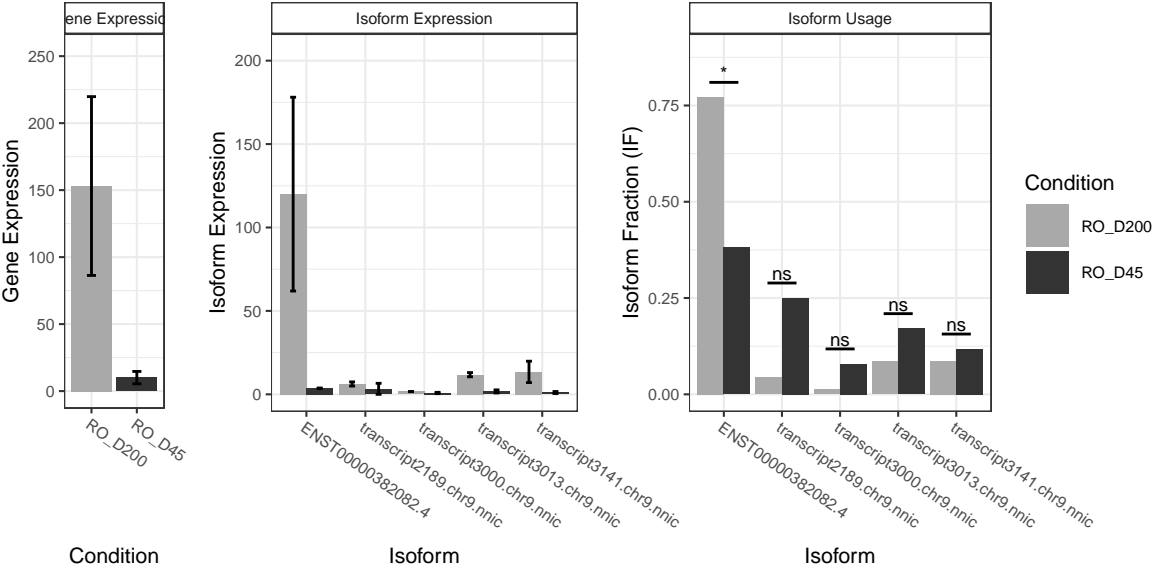 ene Expressio
Isoform Expression
Isoform Usage
Gene Expression
250
200
150
100
50
0
RO_D200
RO_D45
Condition
Isoform Expression
200
150
100
50
0
ENST00000382082.4
transcript2189.chr9.nnic
transcript3000.chr9.nnic
transcript3013.chr9.nnic
transcript3141.chr9.nnic
Isoform
Isoform Fraction (IF)
0.75
0.50
0.25
0.00
*
ns
ns
ns
ns
ENST00000382082.4
transcript2189.chr9.nnic
transcript3000.chr9.nnic
transcript3013.chr9.nnic
transcript3141.chr9.nnic
Isoform
Condition
RO_D200
RO_D45